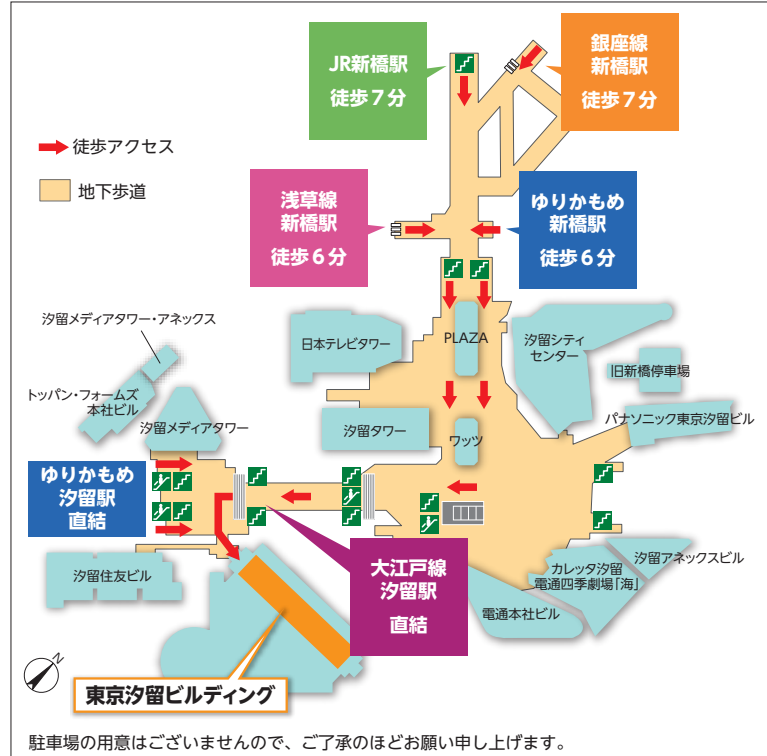 JR新橋駅
徒歩7分
銀座線
新橋駅
徒歩7分
徒歩アクセス
地下歩道
浅草線
新橋駅
徒歩6分
ゆりかもめ
新橋駅
徒歩6分
汐留メディアタワー・アネックス
日本テレビタワー
PLAZA
汐留シティ
センター
旧新橋停車場
トッパン・フォームズ
本社ビル
汐留メディアタワー
汐留タワー
ワッツ
パナソニック東京汐留ビル
ゆりかもめ
汐留駅
直結
大江戸線
汐留駅
直結
汐留住友ビル
カレッタ汐留
電通四季劇場「海」
汐留アネックスビル
電通本社ビル
N
東京汐留ビルディング
駐車場の用意はございませんので、ご了承のほどお願い申し上げます。